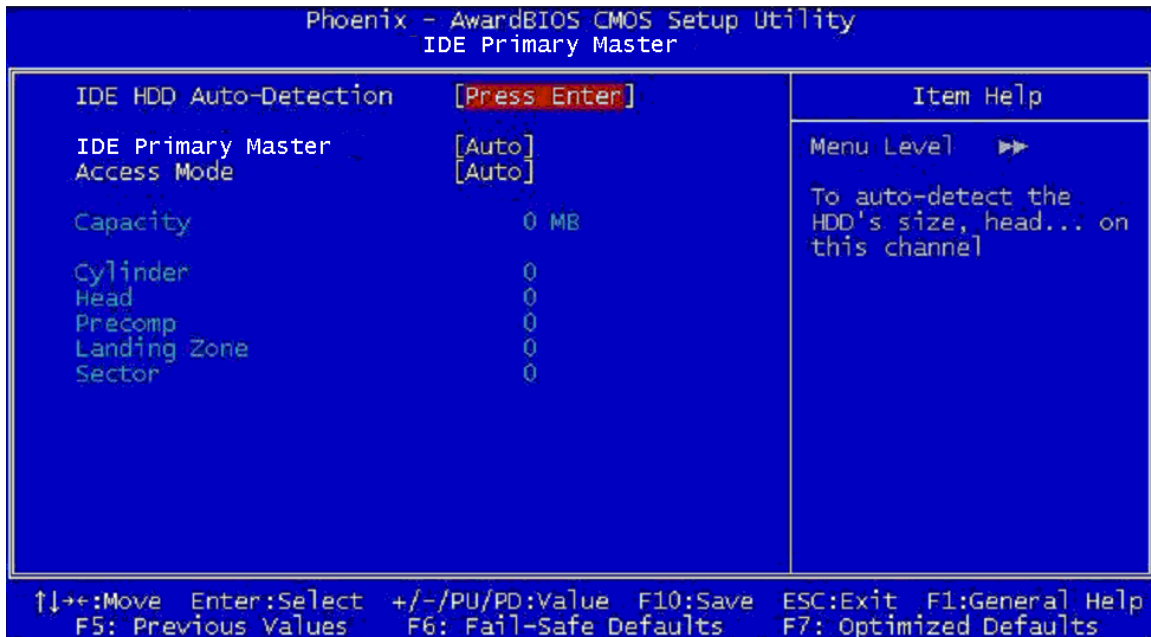 Phoenix - AwardBIOS CMOS Setup Utility
IDE Primary Master
IDE HDD Auto-Detection [Press Enter]
IDE Primary Master [Auto]
Access Mode [Auto]
Capacity 0 MB
Cylinder 0
Head 0
Precomp 0
Landing Zone 0
Sector 0
Item Help
Menu Level ▶▶
To auto-detect the
HDD's size, head... on
this channel
↑↓→←:Move Enter:Select +/-/PU/PD:Value F10:Save ESC:Exit F1:General Help
F5: Previous Values F6: Fail-Safe Defaults F7: Optimized Defaults